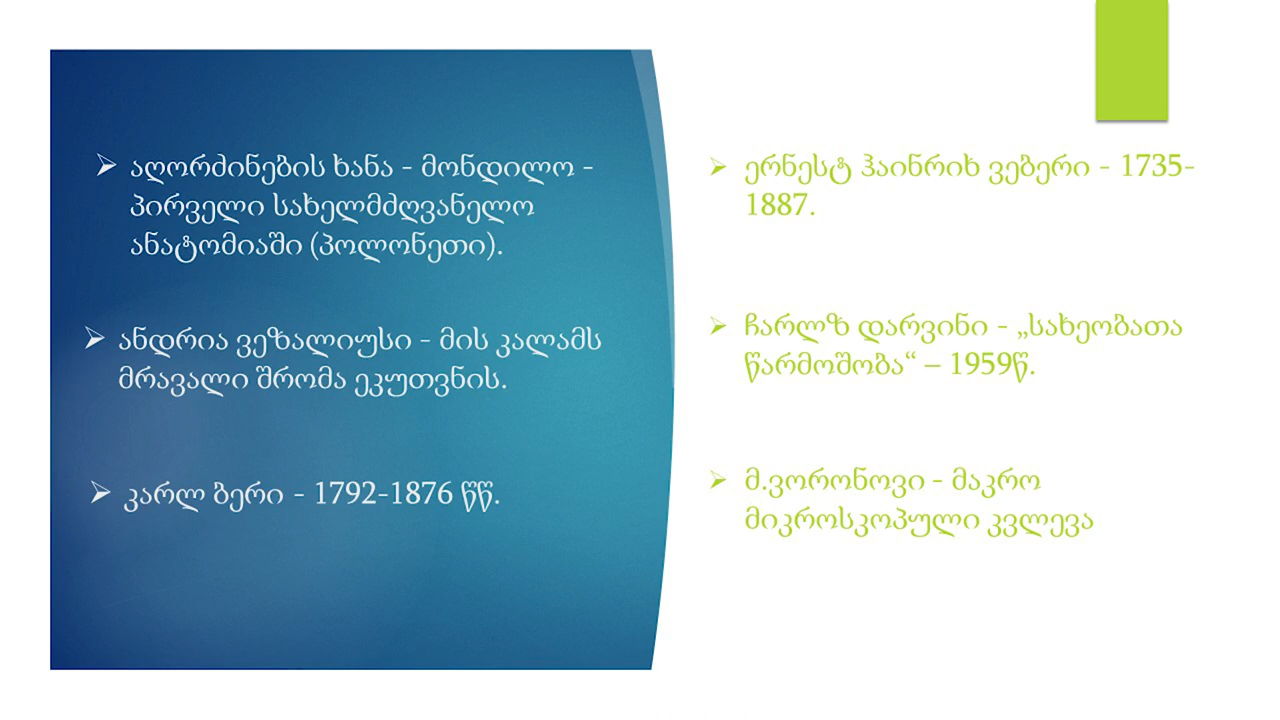 ➢ აღორძინების ხანა - მონდილო -
პირველი სახელმძღვანელო
ანატომიაში (პოლონეთი).
➢ ანდრია ვეზალიუსი - მის კალამს
მრავალი შრომა ეკუთვნის.
➢ კარლ ბერი - 1792-1876 წწ.
➢ ერნესტ ჰაინრიხ ვებერი - 1735-
1887.
➢ ჩარლზ დარვინი - „სახეობათა
წარმოშობა“ – 1959წ.
➢ მ.ვორონოვი - მაკრო
მიკროსკოპული კვლევა